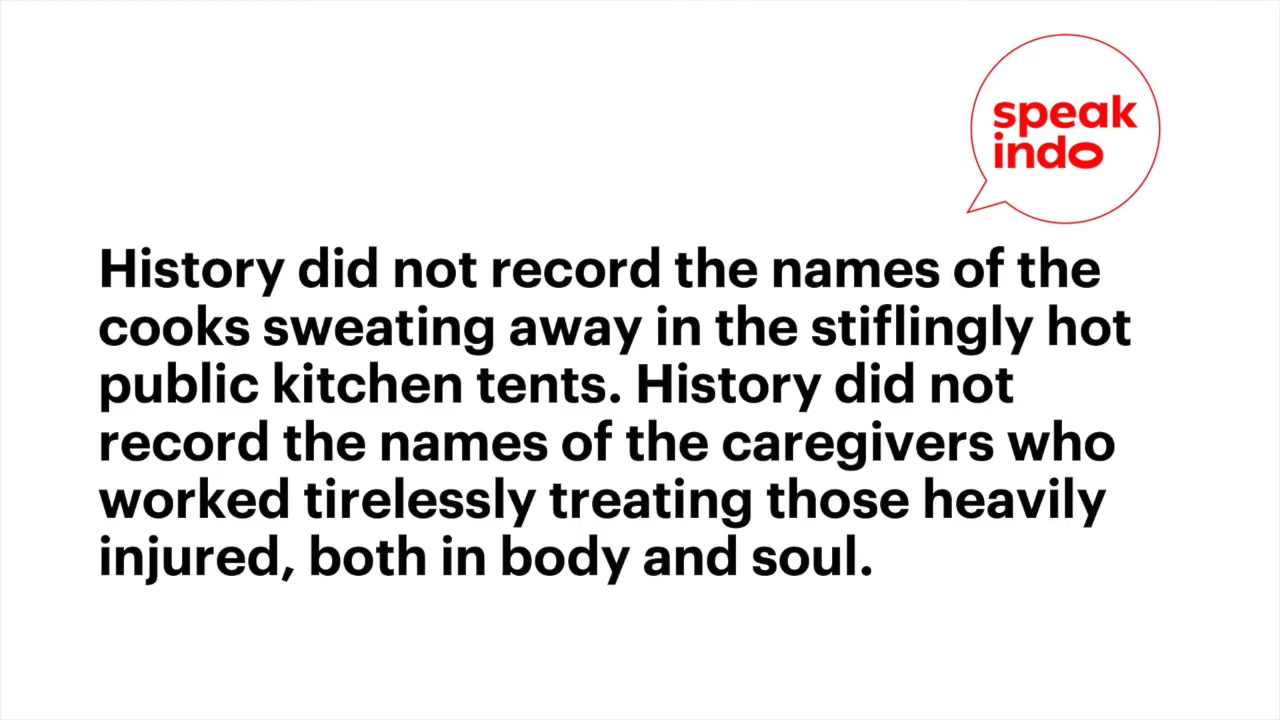 speak
indo
History did not record the names of the
cooks sweating away in the stiflingly hot
public kitchen tents. History did not
record the names of the caregivers who
worked tirelessly treating those heavily
injured, both in body and soul.